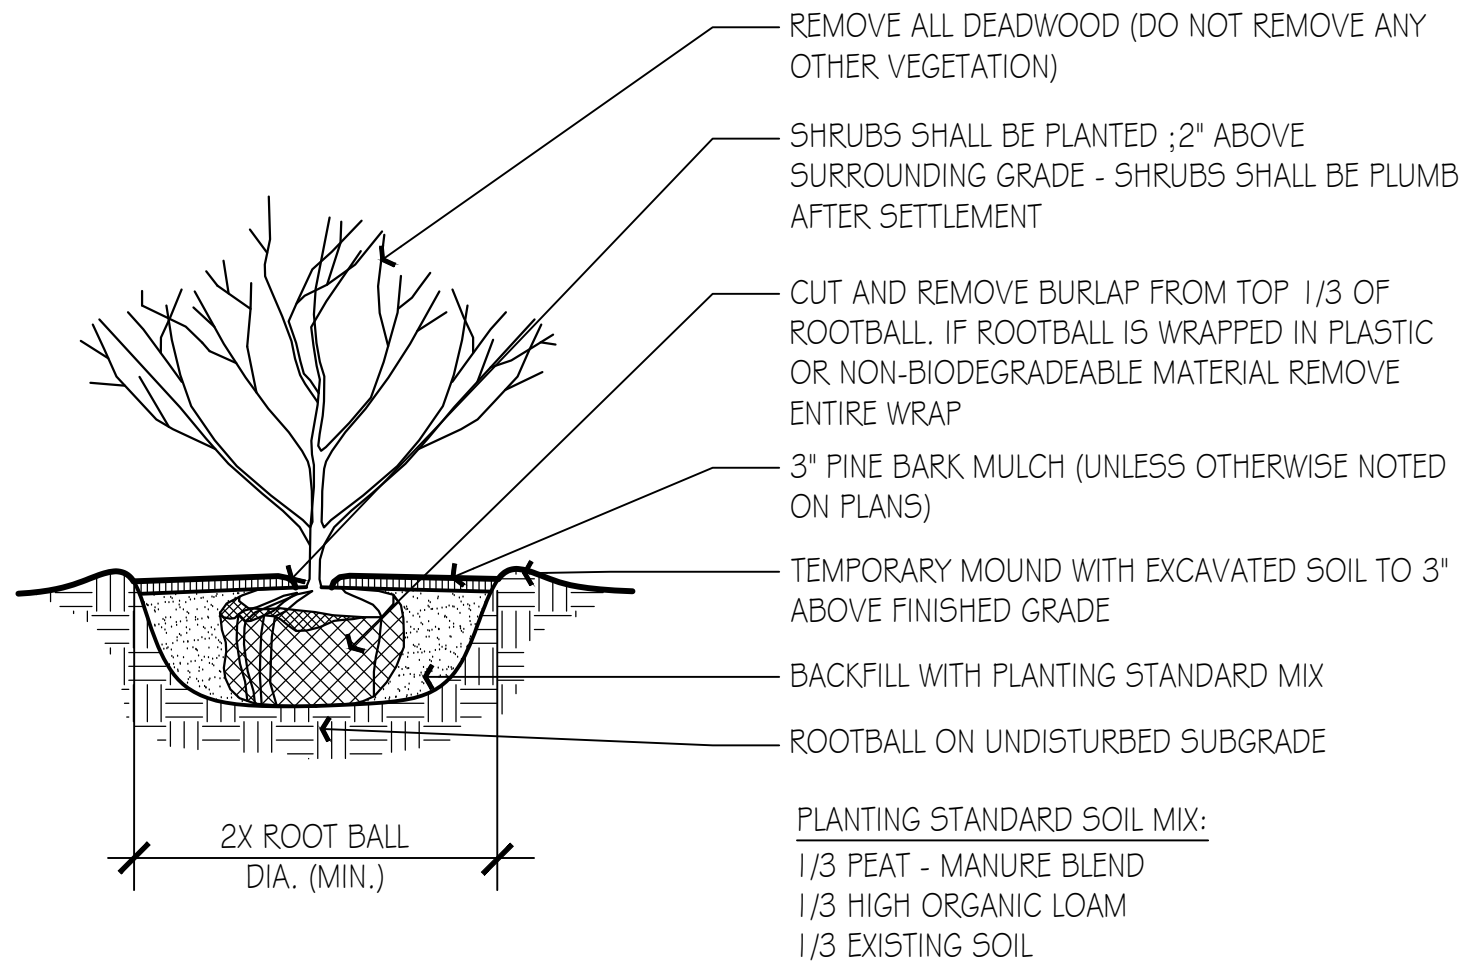 REMOVE ALL DEADWOOD (DO NOT REMOVE ANY
OTHER VEGETATION)
SHRUBS SHALL BE PLANTED ;2" ABOVE
SURROUNDING GRADE - SHRUBS SHALL BE PLUMB
AFTER SETTLEMENT
CUT AND REMOVE BURLAP FROM TOP 1/3 OF
ROOTBALL. IF ROOTBALL IS WRAPPED IN PLASTIC
OR NON-BIODEGRADEABLE MATERIAL REMOVE
ENTIRE WRAP
3" PINE BARK MULCH (UNLESS OTHERWISE NOTED
ON PLANS)
TEMPORARY MOUND WITH EXCAVATED SOIL TO 3"
ABOVE FINISHED GRADE
BACKFILL WITH PLANTING STANDARD MIX
ROOTBALL ON UNDISTURBED SUBGRADE
2X ROOT BALL
DIA. (MIN.)
PLANTING STANDARD SOIL MIX:
1/3 PEAT - MANURE BLEND
1/3 HIGH ORGANIC LOAM
1/3 EXISTING SOIL